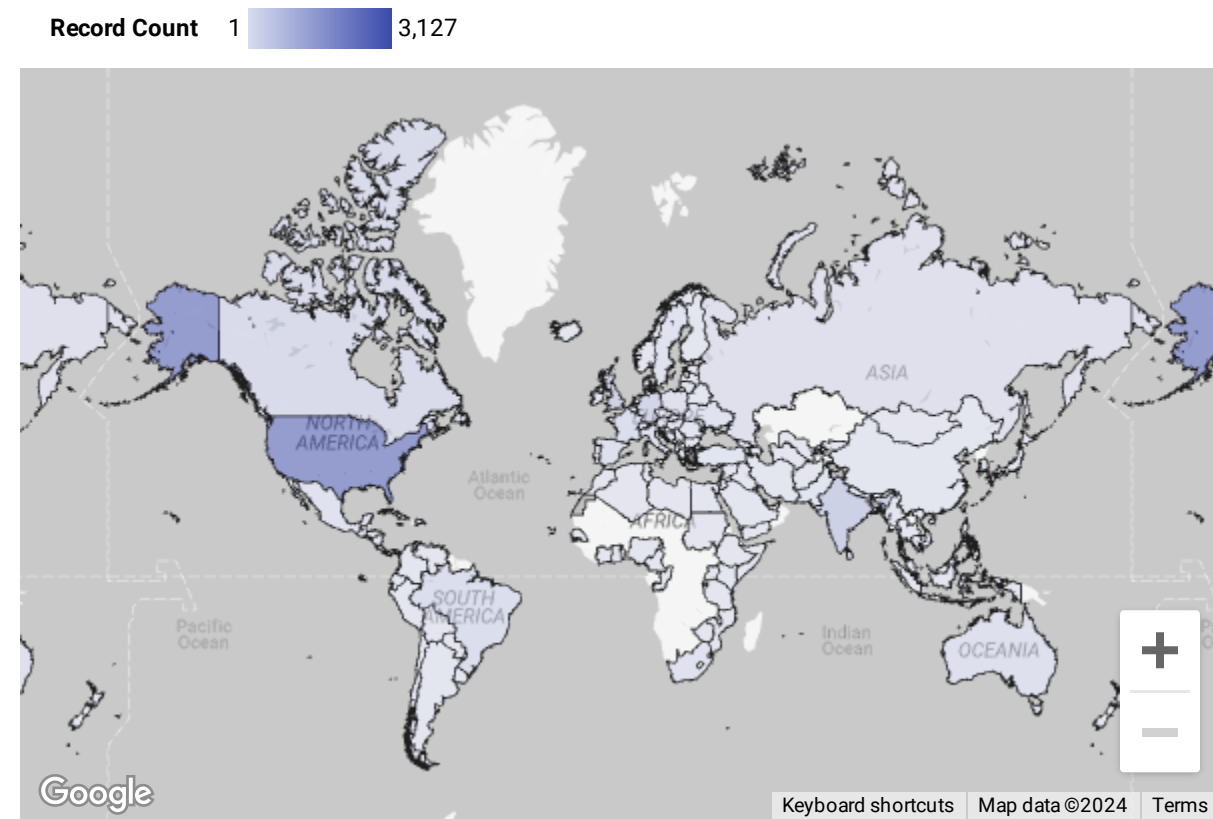 Record Count 1 3,127
ASIA
EUROPE
NORTH
AMERICA
Atlantic
Ocean
AFRICA
SOUTH
AMERICA
Pacific
Ocean
Indian
Ocean
OCEANIA
Google
Keyboard shortcuts Map data ©2024 Terms